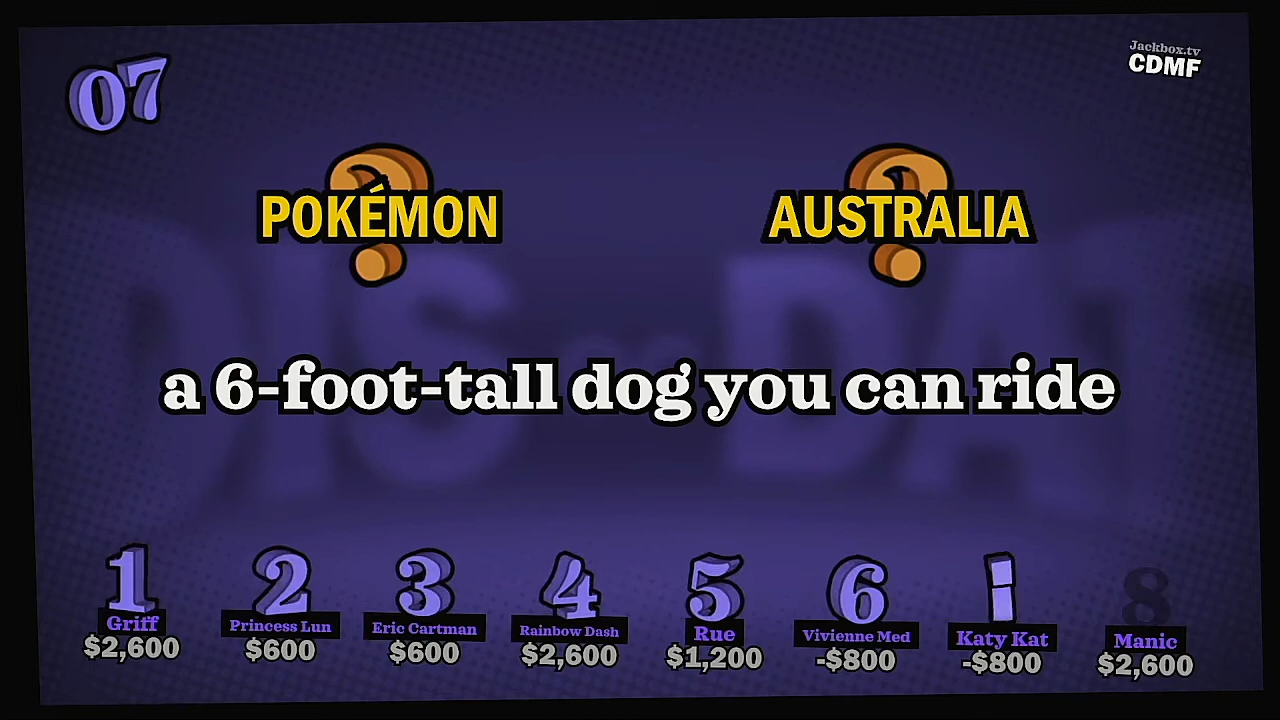 07
Jackbox.tv
CDMF
POKÉMON
AUSTRALIA
DIS DAT
a 6-foot-tall dog you can ride
1 2 3 4 5 6 8
Griff Princess Lun Eric Cartman Rainbow Dash Rue Vivienne Med Katy Kat Manic
$2,600 $600 $600 $2,600 $1,200 -$800 -$800 $2,600